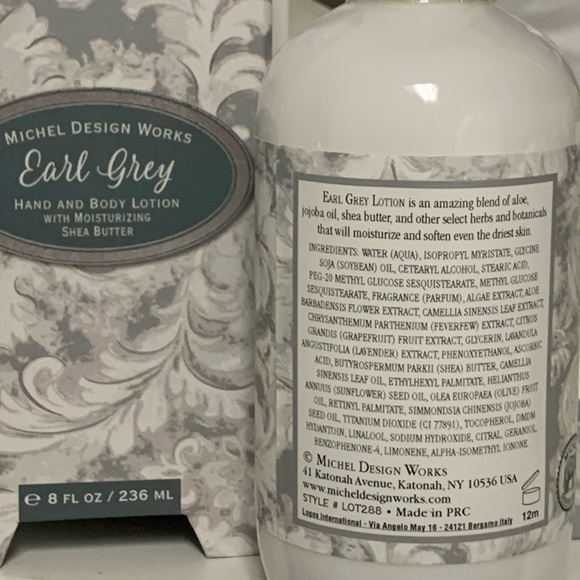 MICHEL DESIGN WORKS
Earl Grey
HAND AND BODY LOTION
WITH MOISTURIZING
SHEA BUTTER
e 8 FL OZ / 236 ML
EARL GREY LOTION is an amazing blend of aloe,
jojoba oil, shea butter, and other select herbs and botanicals
that will moisturize and soften even the driest skin.
INGREDIENTS: WATER (AQUA), ISOPROPYL MYRISTATE, GLYCINE
SOJA (SOYBEAN) OIL, CETEARYL ALCOHOL, STEARIC ACID,
PEG-20 METHYL GLUCOSE SESQUISTEARATE, METHYL GLUCOSE
SESQUISTEARATE, FRAGRANCE (PARFUM), ALGAE EXTRACT, ALOE
BARBADENSIS FLOWER EXTRACT, CAMELLIA SINENSIS LEAF EXTRACT,
CHRYSANTHEMUM PARTHENIUM (FEVERFEW) EXTRACT, CITRUS
GRANDIS (GRAPEFRUIT) FRUIT EXTRACT, GLYCERIN, LAVANDULA
ANGUSTIFOLIA (LAVENDER) EXTRACT, PHENOXYETHANOL, ASCORBIC
ACID, BUTYROSPERMUM PARKII (SHEA) BUTTER, CAMELLIA
SINENSIS LEAF OIL, ETHYLHEXYL PALMITATE, HELIANTHUS
ANNUUS (SUNFLOWER) SEED OIL, OLEA EUROPAEA (OLIVE) FRUIT
OIL, RETINYL PALMITATE, SIMMONDSIA CHINENSIS (JOJOBA)
SEED OIL, TITANIUM DIOXIDE (CI 77891), TOCOPHEROL, DMDM
HYDANTOIN, LINALOOL, SODIUM HYDROXIDE, CITRAL, GERANIOL,
BENZOPHENONE-4, LIMONENE, ALPHA-ISOMETHYL IONONE.
© MICHEL DESIGN WORKS
41 Katonah Avenue, Katonah, NY 10536 USA
www.micheldesignworks.com
STYLE # LOT288 • Made in PRC
12m
Logos International - Via Angelo May 16 - 24121 Bergamo Italy